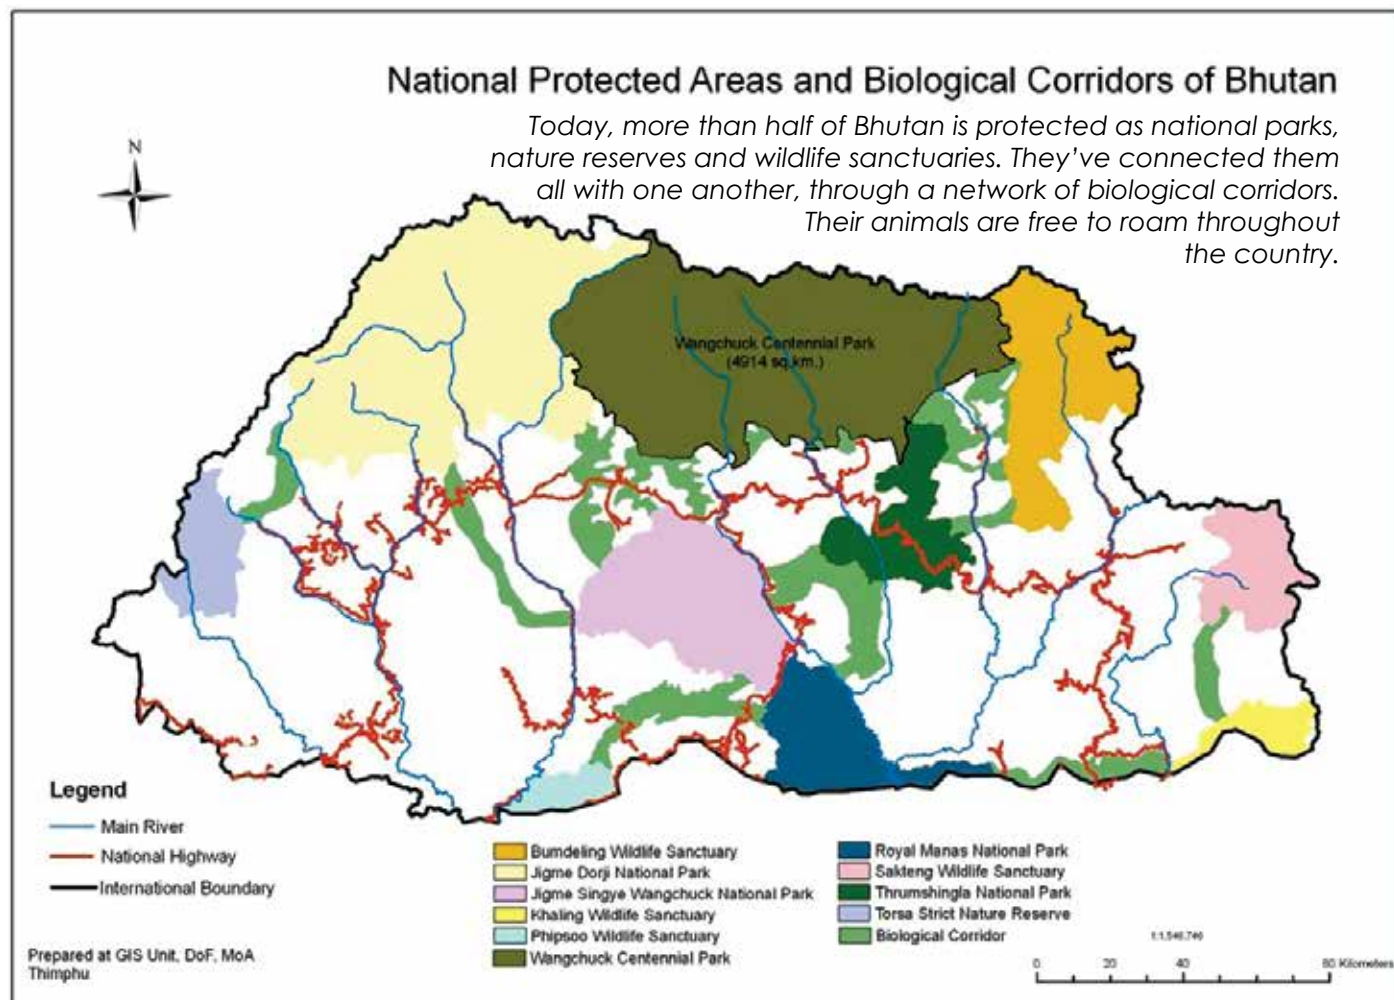 National Protected Areas and Biological Corridors of Bhutan
Today, more than half of Bhutan is protected as national parks,
nature reserves and wildlife sanctuaries. They've connected them
all with one another, through a network of biological corridors.
Their animals are free to roam throughout
the country.
N
Wangchuck Centennial Park
(4914 sq.km.)
Legend
Main River
National Highway
International Boundary
Bumdeling Wildlife Sanctuary
Jigme Dorji National Park
Jigme Singye Wangchuck National Park
Khaling Wildlife Sanctuary
Phipsoo Wildlife Sanctuary
Wangchuck Centennial Park
Royal Manas National Park
Sakteng Wildlife Sanctuary
Thrumshingla National Park
Torsa Strict Nature Reserve
Biological Corridor
Prepared at GIS Unit, DoF, MoA
Thimphu
0 20 40 80 Kilometers